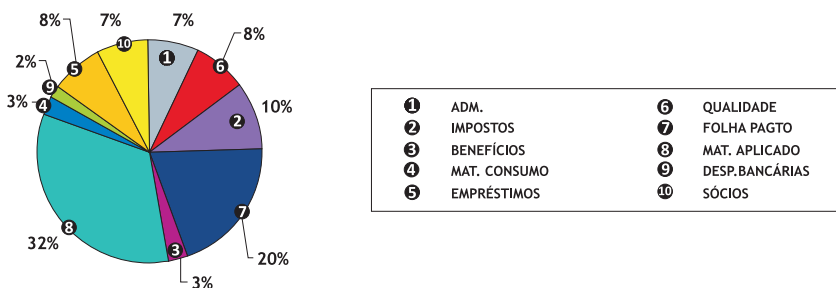 8% 7% 7% 8%
5 10 1 6
2%
9
3% 4
10%
2
8
7
32%
3
20%
3%
1 ADM. 6 QUALIDADE
2 IMPOSTOS 7 FOLHA PAGTO
3 BENEFÍCIOS 8 MAT. APLICADO
4 MAT. CONSUMO 9 DESP.BANCÁRIAS
5 EMPRÉSTIMOS 10 SÓCIOS